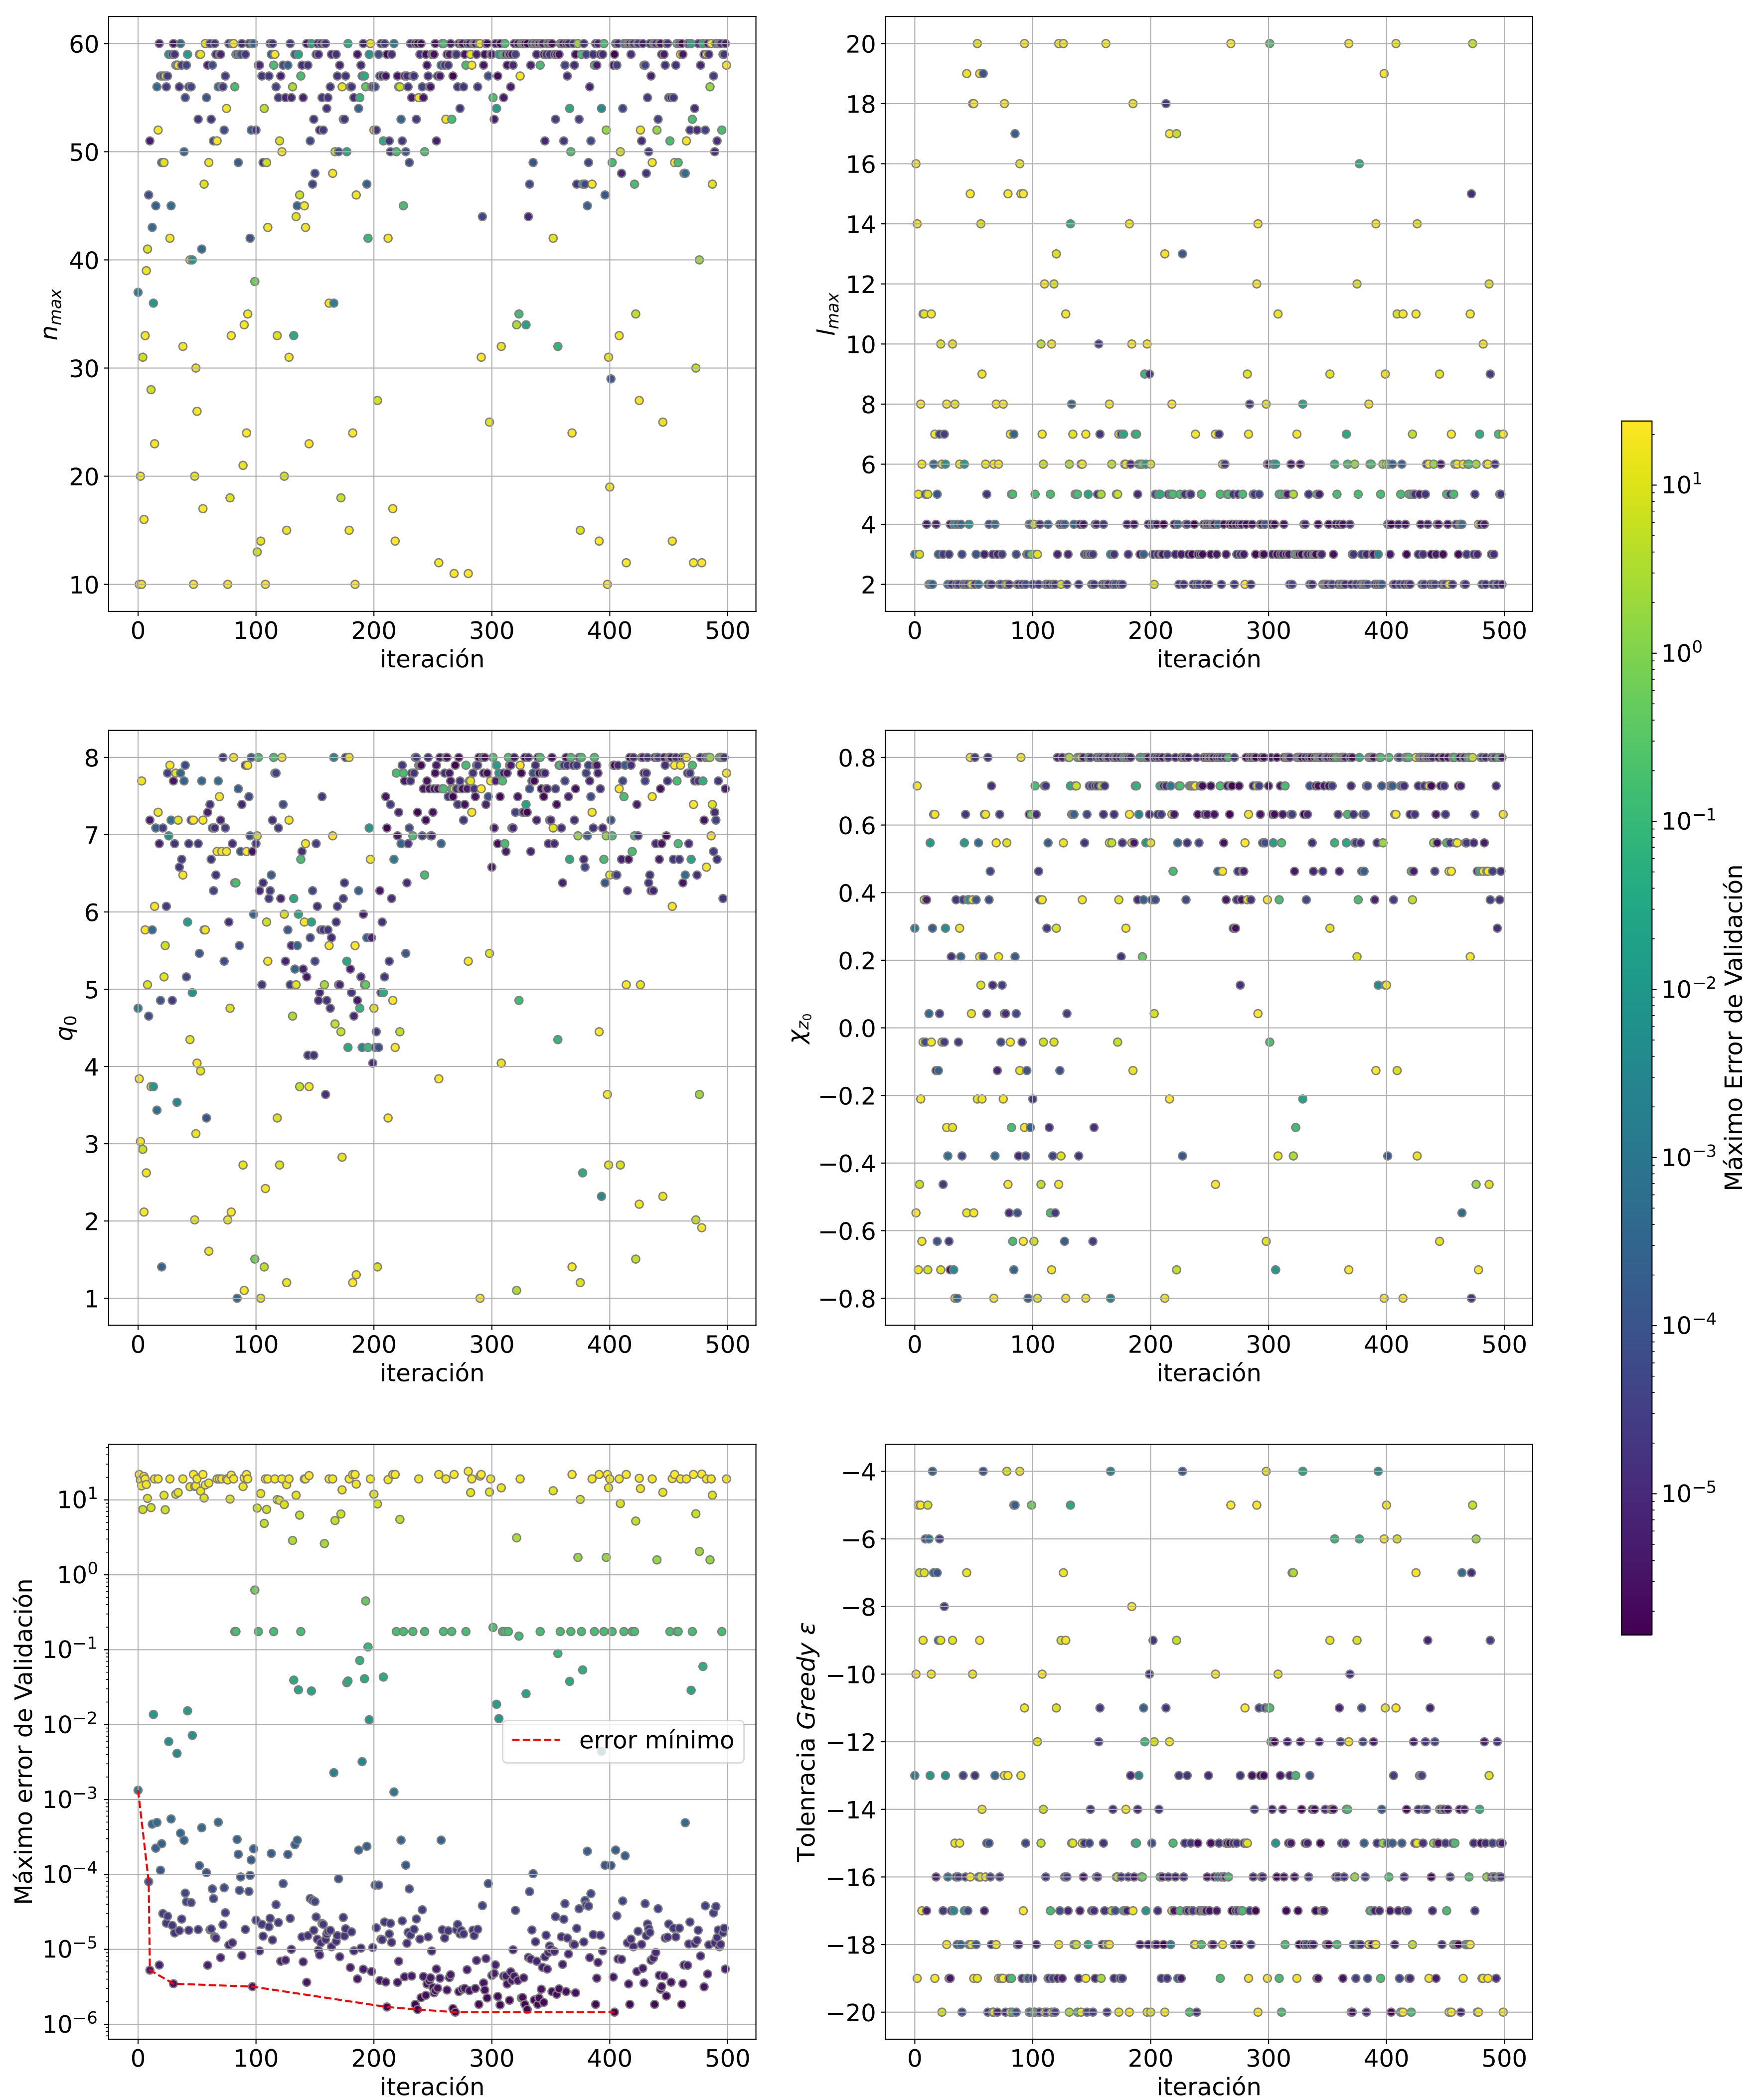 60
50
40
30
20
10
n_max
0 100 200 300 400 500
iteración
20
18
16
14
12
10
8
6
4
2
l_max
0 100 200 300 400 500
iteración
8
7
6
5
4
3
2
1
q_0
0 100 200 300 400 500
iteración
0.8
0.6
0.4
0.2
0.0
−0.2
−0.4
−0.6
−0.8
χ_z_0
0 100 200 300 400 500
iteración
10^1
10^0
10^−1
10^−2
10^−3
10^−4
10^−5
10^−6
Máximo error de Validación
error mínimo
0 100 200 300 400 500
iteración
−4
−6
−8
−10
−12
−14
−16
−18
−20
Tolenracia Greedy ε
0 100 200 300 400 500
iteración
10^1
10^0
10^−1
10^−2
10^−3
10^−4
10^−5
Máximo Error de Validación